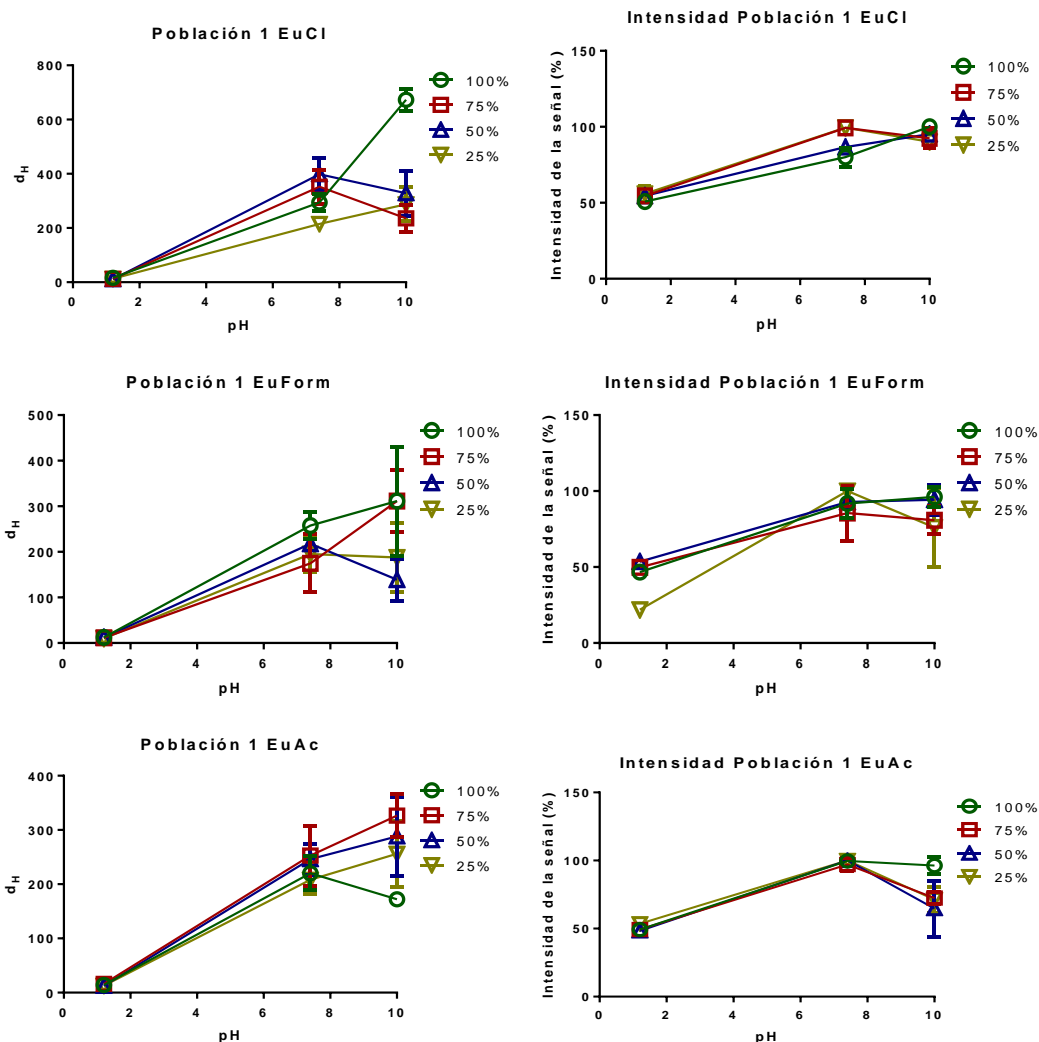 Población 1 EuCl
800
600
400
200
0
0 2 4 6 8 10
d_H
pH
100%
75%
50%
25%
Intensidad Población 1 EuCl
150
100
50
0
0 2 4 6 8 10
Intensidad de la señal (%)
pH
100%
75%
50%
25%
Población 1 EuForm
500
400
300
200
100
0
0 2 4 6 8 10
d_H
pH
100%
75%
50%
25%
Intensidad Población 1 EuForm
150
100
50
0
0 2 4 6 8 10
Intensidad de la señal (%)
pH
100%
75%
50%
25%
Población 1 EuAc
400
300
200
100
0
0 2 4 6 8 10
d_H
pH
100%
75%
50%
25%
Intensidad Población 1 EuAc
150
100
50
0
0 2 4 6 8 10
Intensidad de la señal (%)
pH
100%
75%
50%
25%